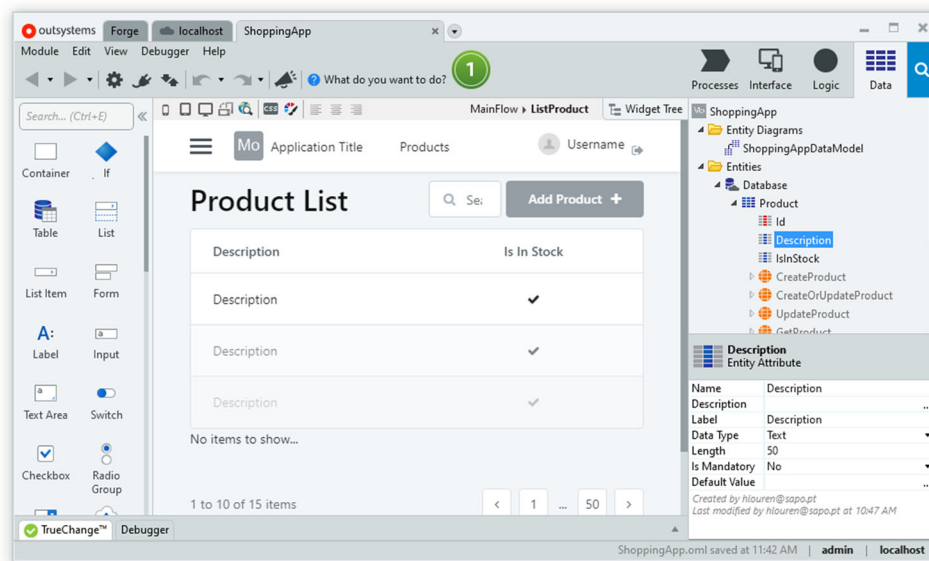 outsystems Forge localhost ShoppingApp
Module Edit View Debugger Help
What do you want to do? 1
Processes Interface Logic Data
Search... (Ctrl+E)
css MainFlow ListProduct Widget Tree
Container If
Table List
List Item Form
A: a
Label Input
a
Text Area Switch
Checkbox Radio Group
Mo Application Title Products Username
Product List
Add Product +
Description Is In Stock
Description
Description
Description
No items to show...
1 to 10 of 15 items < 1 ... 50 >
Mo ShoppingApp
Entity Diagrams
ShoppingAppDataModel
Entities
Database
Product
Id
Description
IsInStock
CreateProduct
CreateOrUpdateProduct
UpdateProduct
GetProduct
Description
Entity Attribute
Name Description
Description ..
Label Description
Data Type Text
Length 50
Is Mandatory No
Default Value ..
Created by hlouren@sapo.pt
Last modified by hlouren@sapo.pt at 10:47 AM
TrueChange™ Debugger
ShoppingApp.oml saved at 11:42 AM | admin | localhost